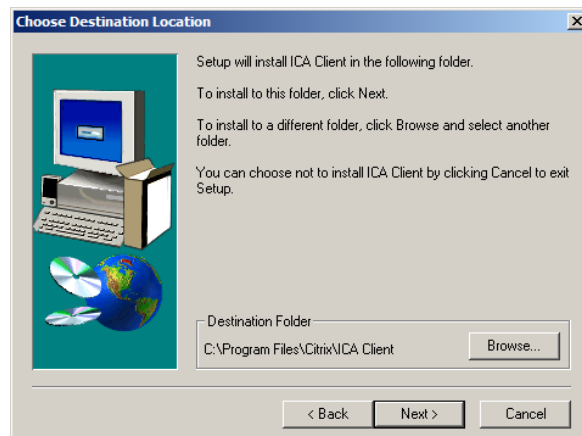 Choose Destination Location
Setup will install ICA Client in the following folder.
To install to this folder, click Next.
To install to a different folder, click Browse and select another
folder.
You can choose not to install ICA Client by clicking Cancel to exit
Setup.
Destination Folder
C:\Program Files\Citrix\ICA Client
Browse...
< Back
Next >
Cancel